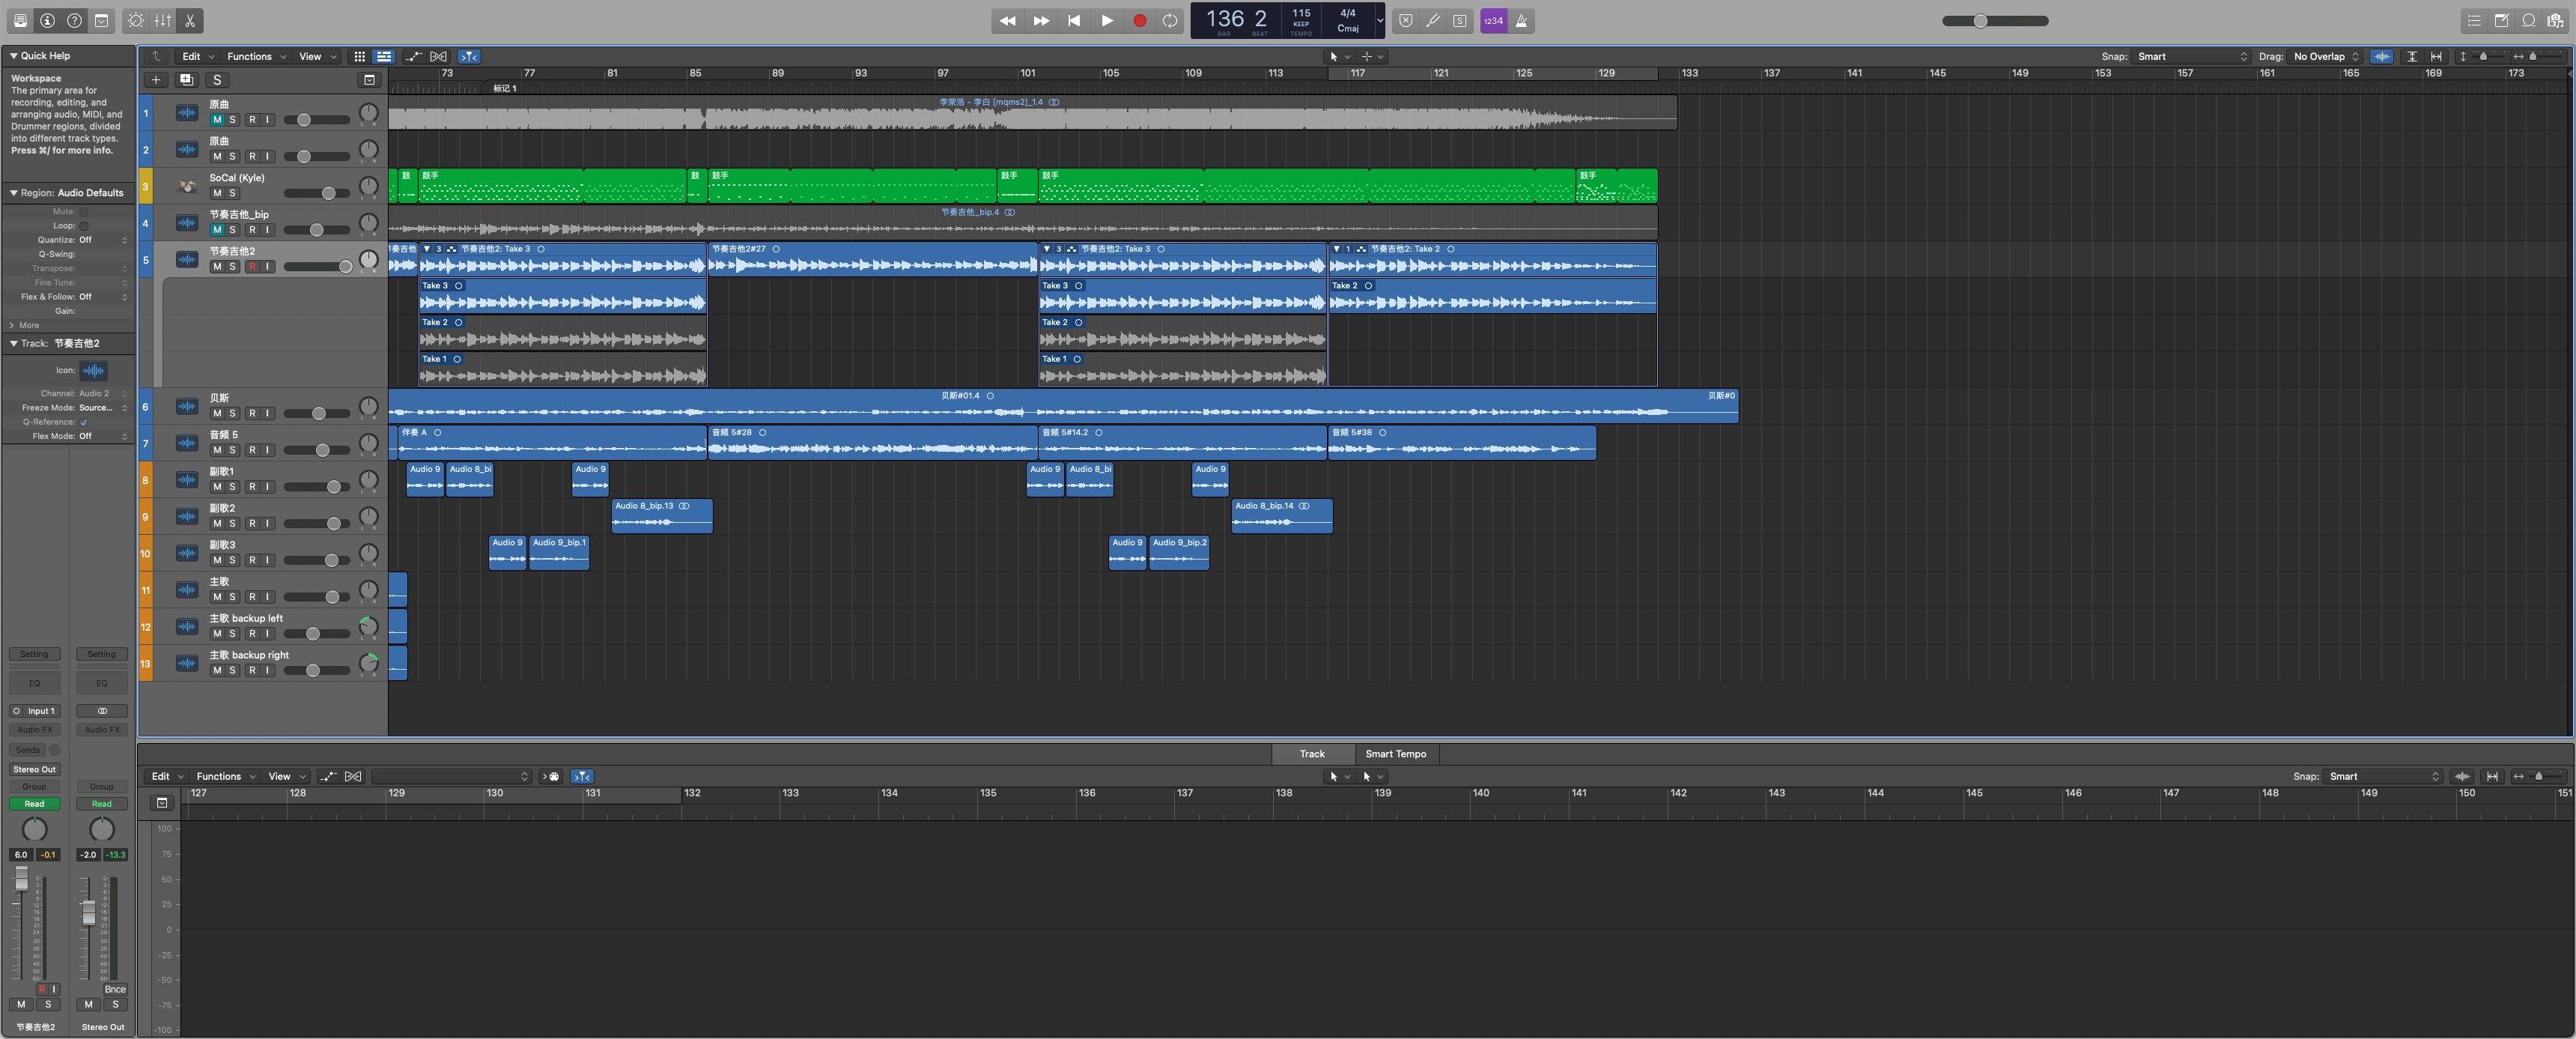 136 2
BAR BEAT
115
KEEP
TEMPO
4/4
Cmaj
S
1234
Quick Help
Workspace
The primary area for
recording, editing, and
arranging audio, MIDI, and
Drummer regions, divided
into different track types.
Press ⌘/ for more info.
Region: Audio Defaults
Mute:
Loop:
Quantize: Off
Q-Swing:
Transpose:
Fine Tune:
Flex & Follow: Off
Gain:
More
Track: 节奏吉他2
Icon:
Channel: Audio 2
Freeze Mode: Source...
Q-Reference:
Flex Mode: Off
Setting Setting
EQ EQ
Input 1
Audio FX Audio FX
Sends
Stereo Out
Group Group
Read Read
6.0 -0.1 -2.0 -13.3
R I Bnce
M S M S
节奏吉他2 Stereo Out
Edit Functions View
Snap: Smart Drag: No Overlap
S
73 77 81 85 89 93 97 101 105 109 113 117 121 125 129 133 137 141 145 149 153 157 161 165 169 173
标记 1
1 原曲 M S R I
李荣浩 - 李白 [mqms2]_1.4
2 原曲 M S R I
3 SoCal (Kyle) M S
鼓 鼓手 鼓 鼓手 鼓手 鼓手 鼓手
4 节奏吉他_bip M S R I
节奏吉他_bip.4
5 节奏吉他2 M S R I
节奏吉他 3 节奏吉他2: Take 3 节奏吉他2#27 3 节奏吉他2: Take 3 1 节奏吉他2: Take 2
Take 3 Take 3 Take 2
Take 2 Take 2
Take 1 Take 1
6 贝斯 M S R I
贝斯#01.4 贝斯#0
7 音频 5 M S R I
伴奏 A 音频 5#28 音频 5#14.2 音频 5#38
8 副歌1 M S R I
Audio 9 Audio 8_bi Audio 9 Audio 9 Audio 8_bi Audio 9
9 副歌2 M S R I
Audio 8_bip.13 Audio 8_bip.14
10 副歌3 M S R I
Audio 9 Audio 9_bip.1 Audio 9 Audio 9_bip.2
11 主歌 M S R I
12 主歌 backup left M S R I
13 主歌 backup right M S R I
Track Smart Tempo
Edit Functions View
Snap: Smart
127 128 129 130 131 132 133 134 135 136 137 138 139 140 141 142 143 144 145 146 147 148 149 150 151
100
75
50
25
0
-25
-50
-75
-100